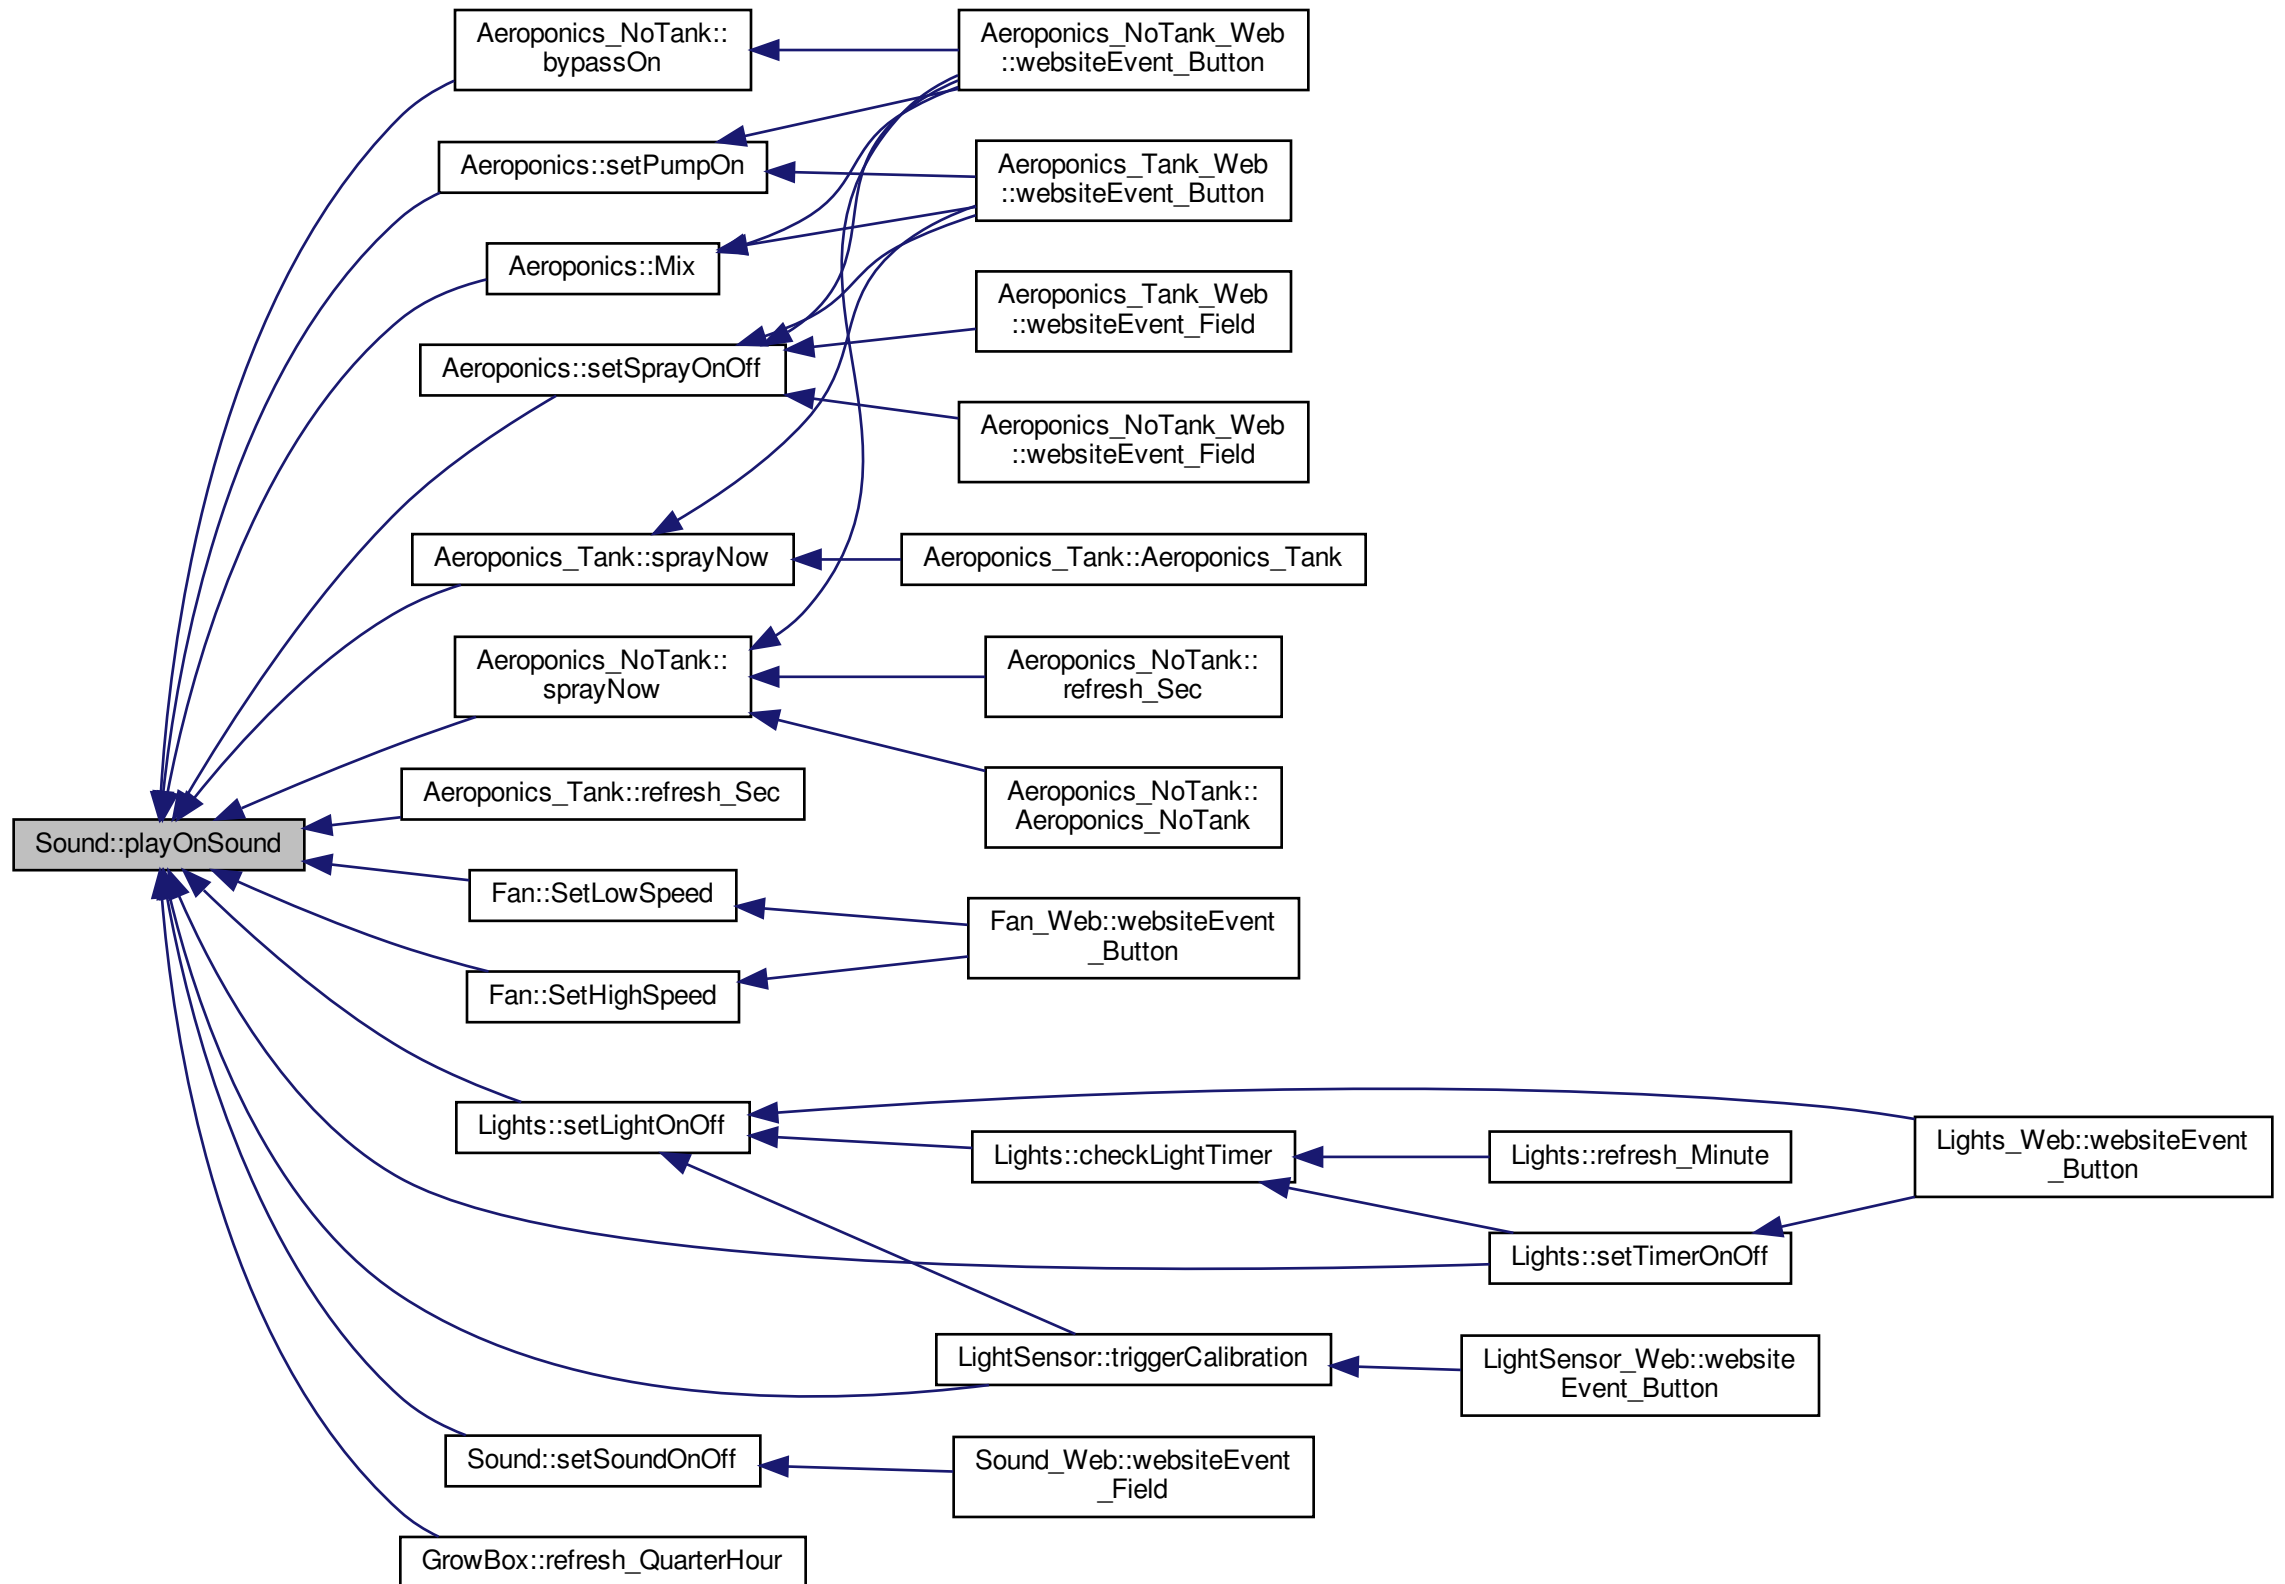 Aeroponics_NoTank::
bypassOn
Aeroponics_NoTank_Web
::websiteEvent_Button
Aeroponics::setPumpOn
Aeroponics_Tank_Web
::websiteEvent_Button
Aeroponics::Mix
Aeroponics_Tank_Web
::websiteEvent_Field
Aeroponics::setSprayOnOff
Aeroponics_NoTank_Web
::websiteEvent_Field
Aeroponics_Tank::sprayNow
Aeroponics_Tank::Aeroponics_Tank
Aeroponics_NoTank::
sprayNow
Aeroponics_NoTank::
refresh_Sec
Aeroponics_Tank::refresh_Sec
Aeroponics_NoTank::
Aeroponics_NoTank
Sound::playOnSound
Fan::SetLowSpeed
Fan_Web::websiteEvent
_Button
Fan::SetHighSpeed
Lights::setLightOnOff
Lights::checkLightTimer
Lights::refresh_Minute
Lights_Web::websiteEvent
_Button
Lights::setTimerOnOff
LightSensor::triggerCalibration
LightSensor_Web::website
Event_Button
Sound::setSoundOnOff
Sound_Web::websiteEvent
_Field
GrowBox::refresh_QuarterHour